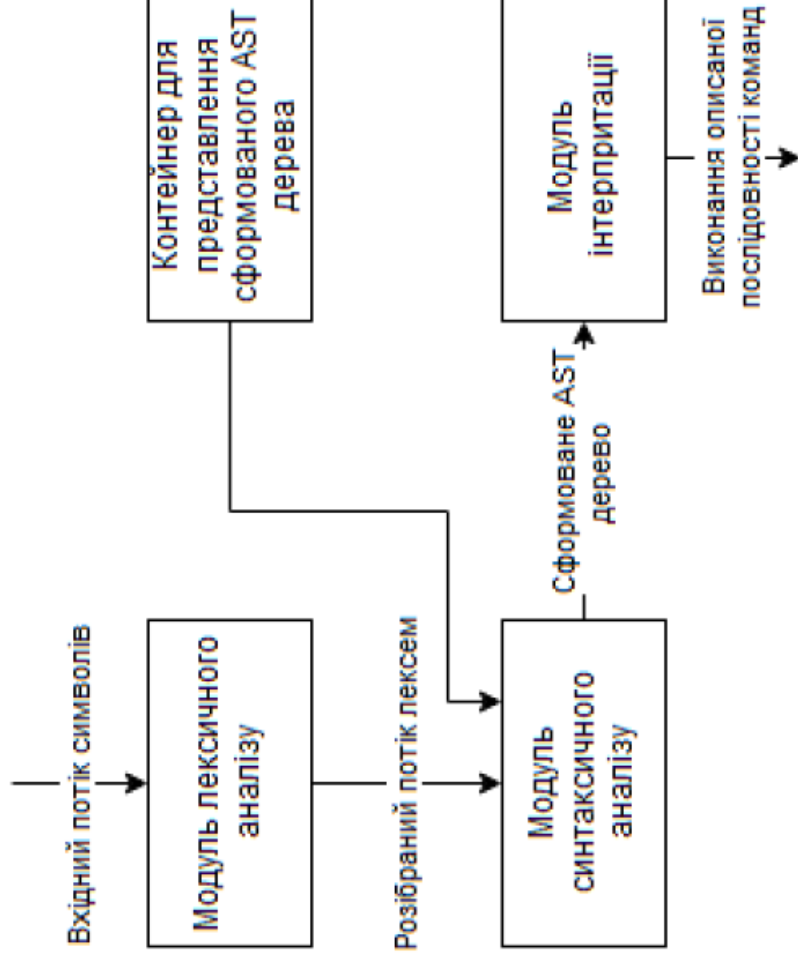 Вхідний потік символів
Модуль лексичного
аналізу
Розібраний потік лексем
Модуль
синтаксичного
аналізу
Контейнер для
представлення
сформованого AST
дерева
Сформоване AST
дерево
Модуль
інтерпритації
Виконання описаної
послідовності команд